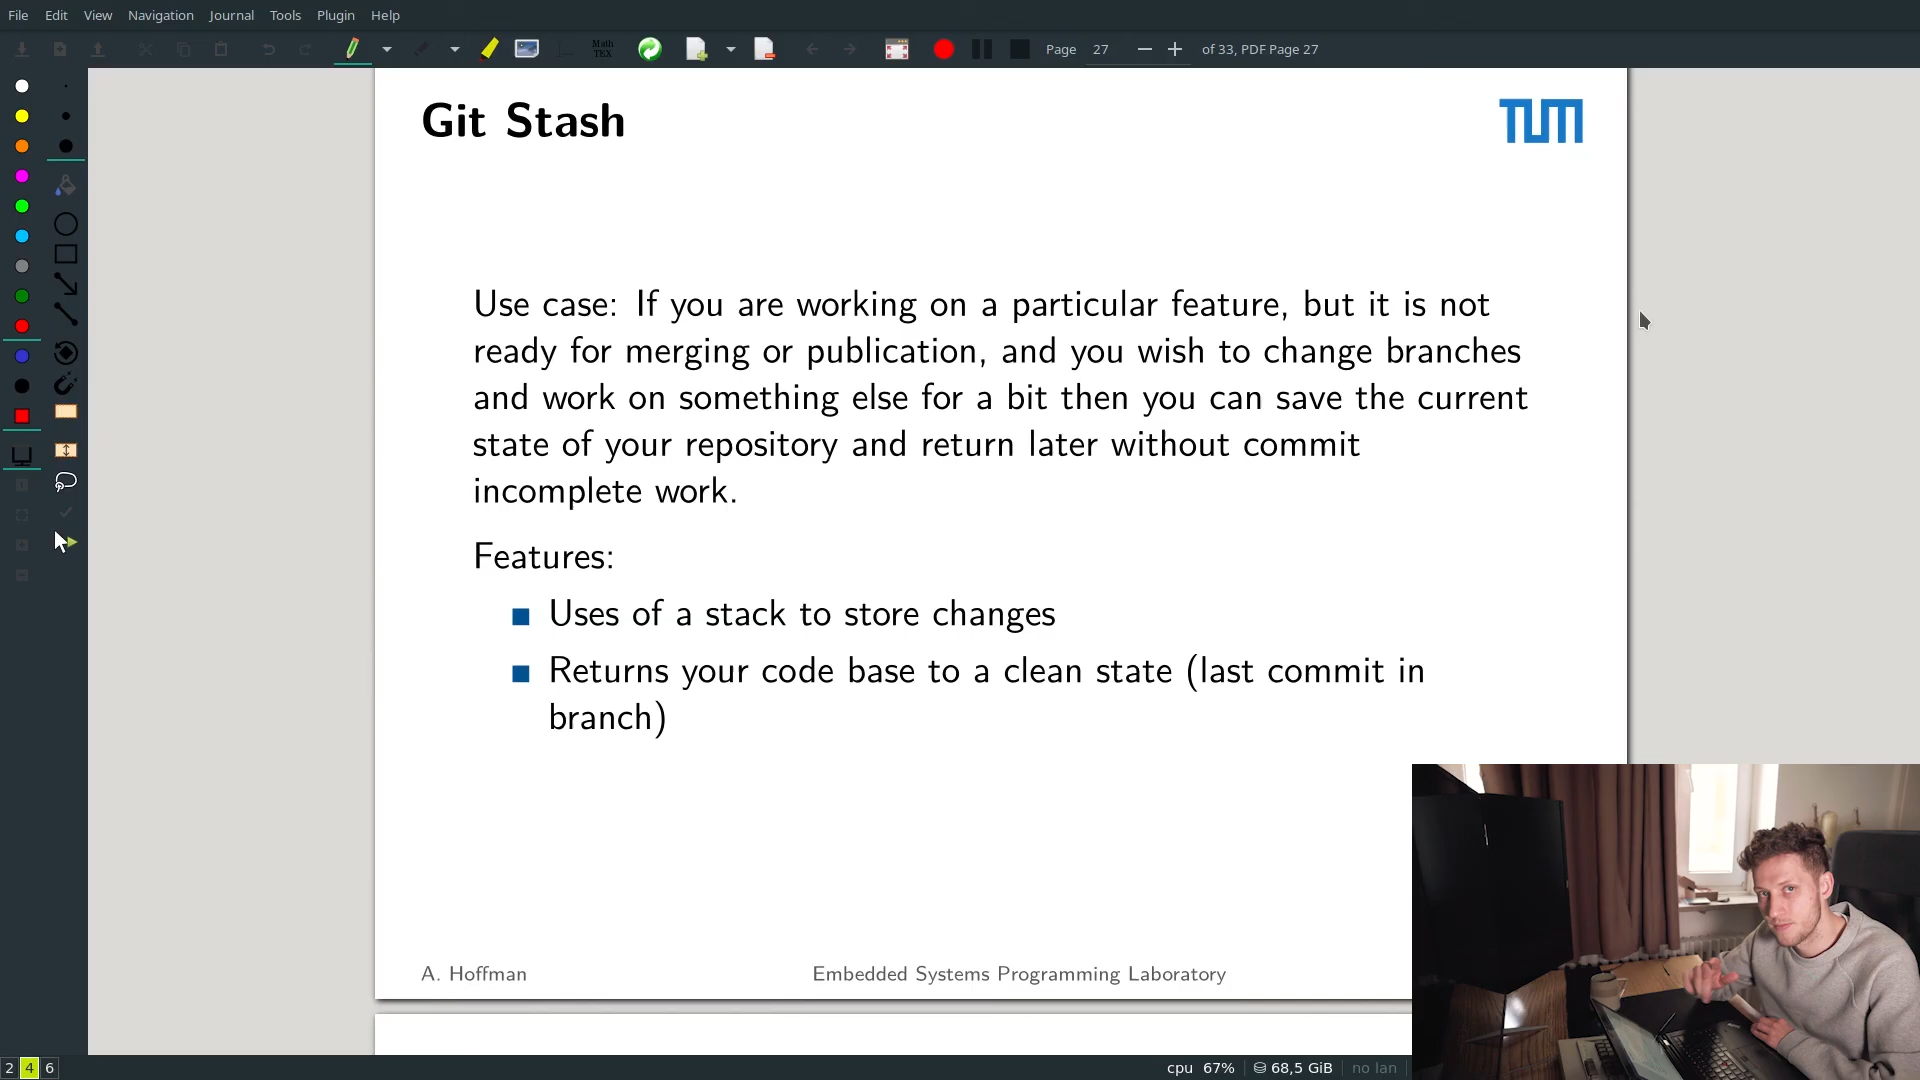 File Edit View Navigation Journal Tools Plugin Help
Math TEX Page 27 of 33, PDF Page 27
Git Stash
TUM
Use case: If you are working on a particular feature, but it is not
ready for merging or publication, and you wish to change branches
and work on something else for a bit then you can save the current
state of your repository and return later without commit
incomplete work.
Features:
Uses of a stack to store changes
Returns your code base to a clean state (last commit in
branch)
A. Hoffman Embedded Systems Programming Laboratory
2 4 6 cpu 67% 68,5 GiB no lan